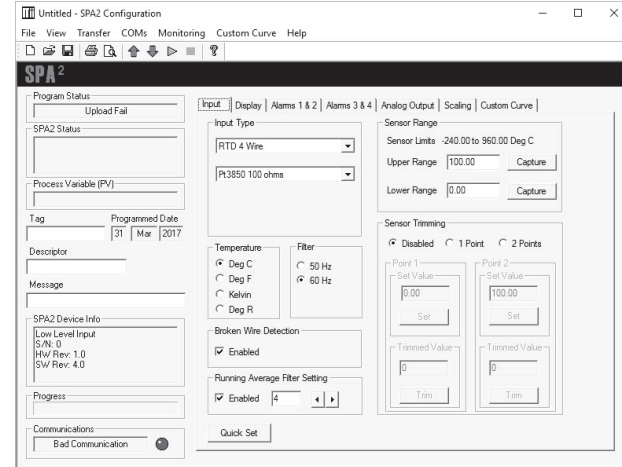 Untitled - SPA2 Configuration
File View Transfer COMs Monitoring Custom Curve Help
SPA²
Program Status
Upload Fail
SPA2 Status
Process Variable (PV)
Tag
Programmed Date
31 Mar 2017
Descriptor
Message
SPA2 Device Info
Low Level Input
S/N: 0
HW Rev: 1.0
SW Rev: 4.0
Progress
Communications
Bad Communication
Input Display Alarms 1 & 2 Alarms 3 & 4 Analog Output Scaling Custom Curve
Input Type
RTD 4 Wire
Pt3850 100 ohms
Temperature
Deg C
Deg F
Kelvin
Deg R
Filter
50 Hz
60 Hz
Broken Wire Detection
Enabled
Running Average Filter Setting
Enabled 4
Quick Set
Sensor Range
Sensor Limits -240.00 to 960.00 Deg C
Upper Range 100.00 Capture
Lower Range 0.00 Capture
Sensor Trimming
Disabled 1 Point 2 Points
Point 1
Set Value
0.00
Set
Trimmed Value
0
Trim
Point 2
Set Value
100.00
Set
Trimmed Value
0
Trim